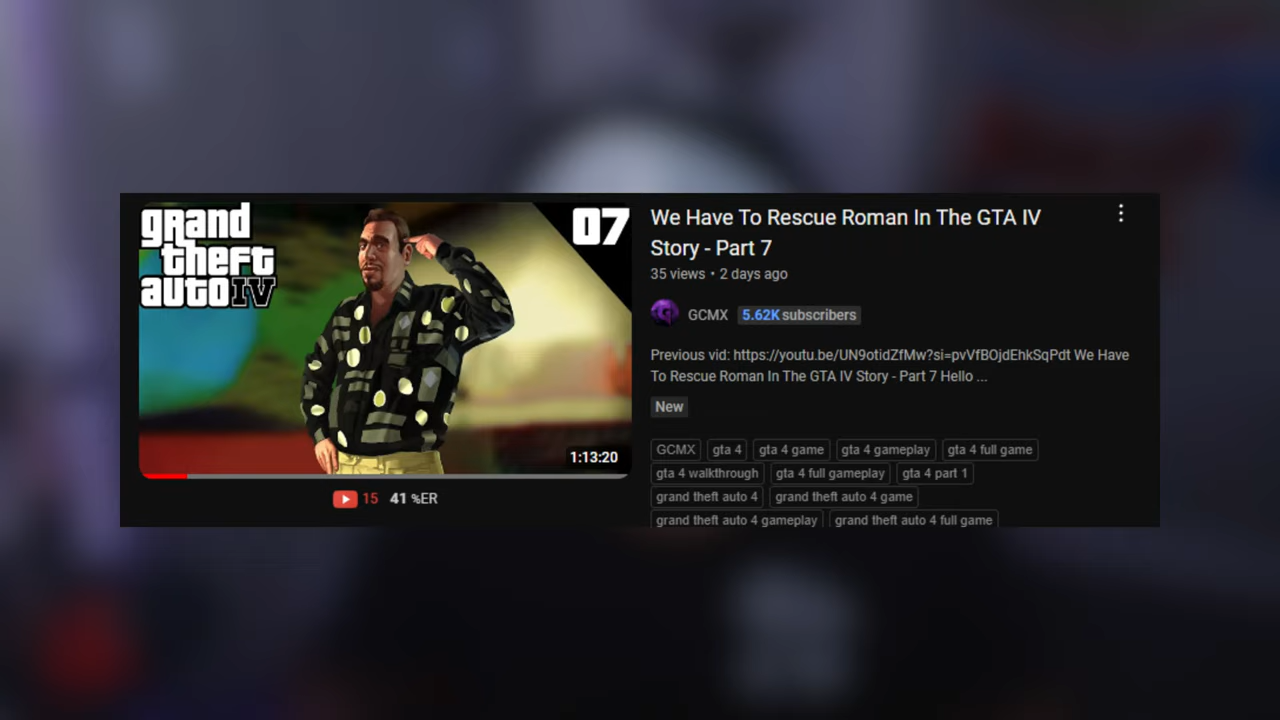 grand
theft
auto IV
07
1:13:20
15 41 %ER
We Have To Rescue Roman In The GTA IV
Story - Part 7
35 views • 2 days ago
GCMX 5.62K subscribers
Previous vid: https://youtu.be/UN9otidZfMw?si=pvVfBOjdEhkSqPdt We Have
To Rescue Roman In The GTA IV Story - Part 7 Hello ...
New
GCMX gta 4 gta 4 game gta 4 gameplay gta 4 full game
gta 4 walkthrough gta 4 full gameplay gta 4 part 1
grand theft auto 4 grand theft auto 4 game
grand theft auto 4 gameplay grand theft auto 4 full game